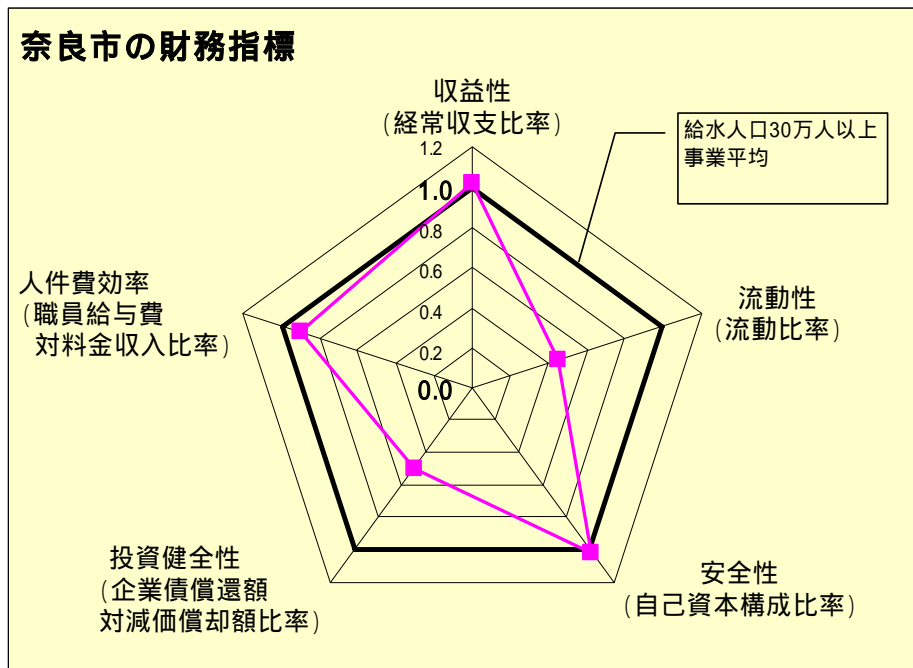 奈良市の財務指標
収益性
(経常収支比率)
給水人口30万人以上
事業平均
1.2
1.0
0.8
0.6
0.4
0.2
0.0
人件費効率
(職員給与費
対料金収入比率)
流動性
(流動比率)
投資健全性
(企業債償還額
対減価償却額比率)
安全性
(自己資本構成比率)